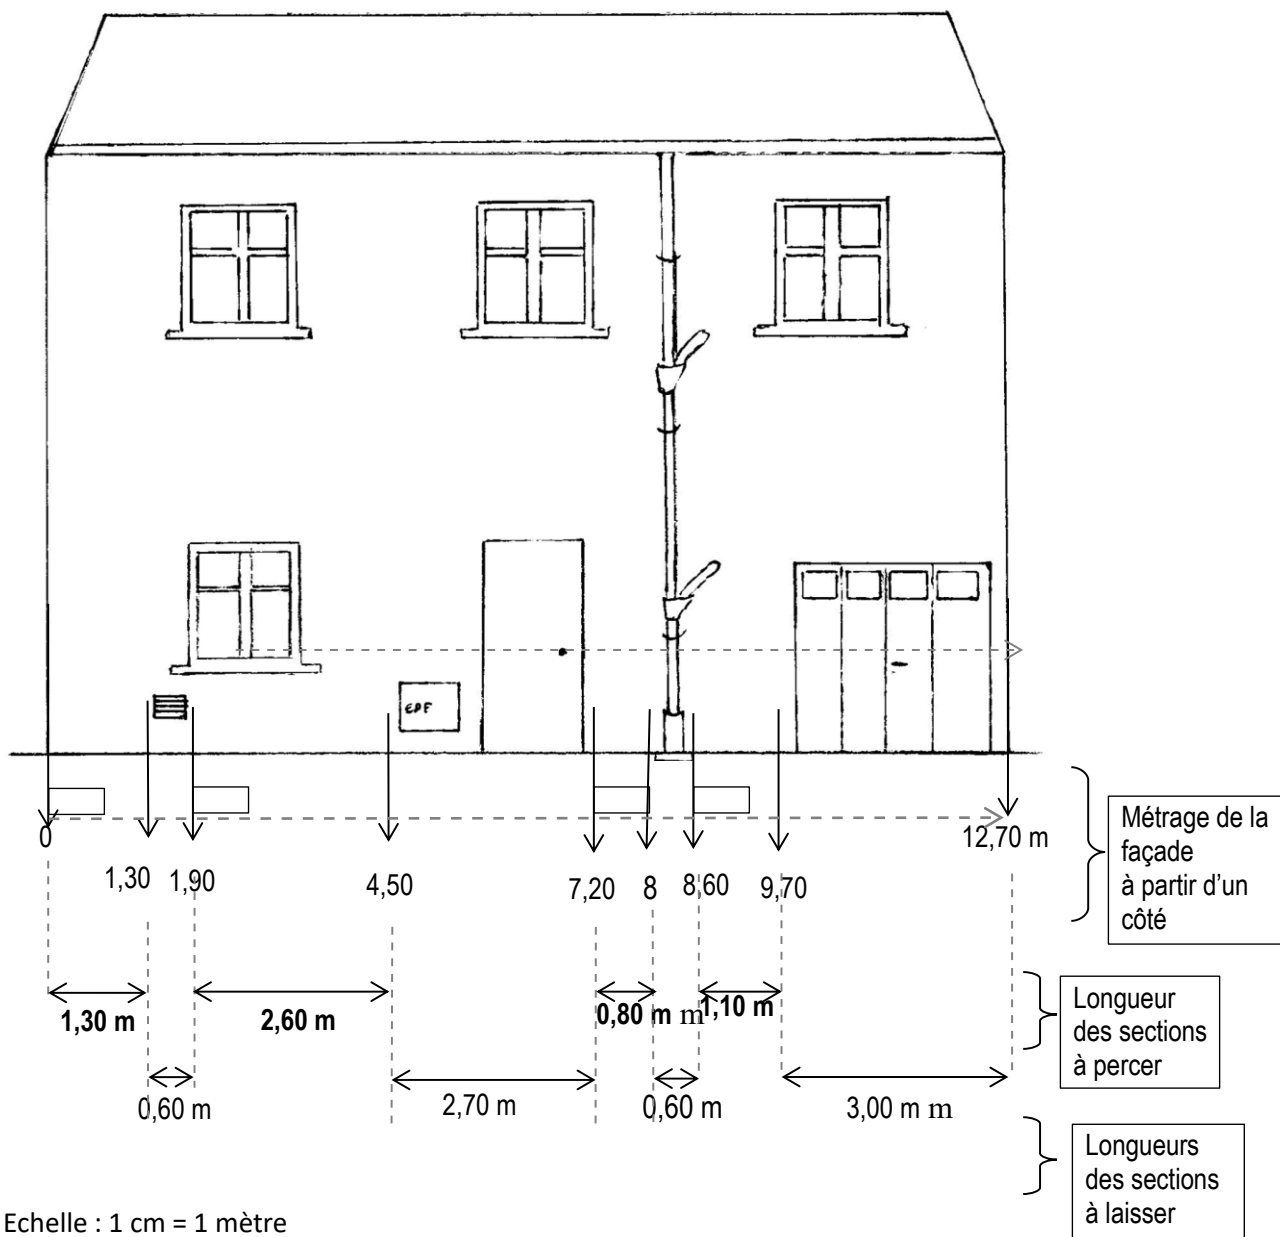 EDF
0
12,70 m
1,30
1,90
4,50
7,20
8
8,60
9,70
Métrage de la
façade
à partir d’un
côté
1,30 m
2,60 m
0,80 m m
1,10 m
Longueur
des sections
à percer
0,60 m
2,70 m
0,60 m
3,00 m m
Longueurs
des sections
à laisser
Echelle : 1 cm = 1 mètre